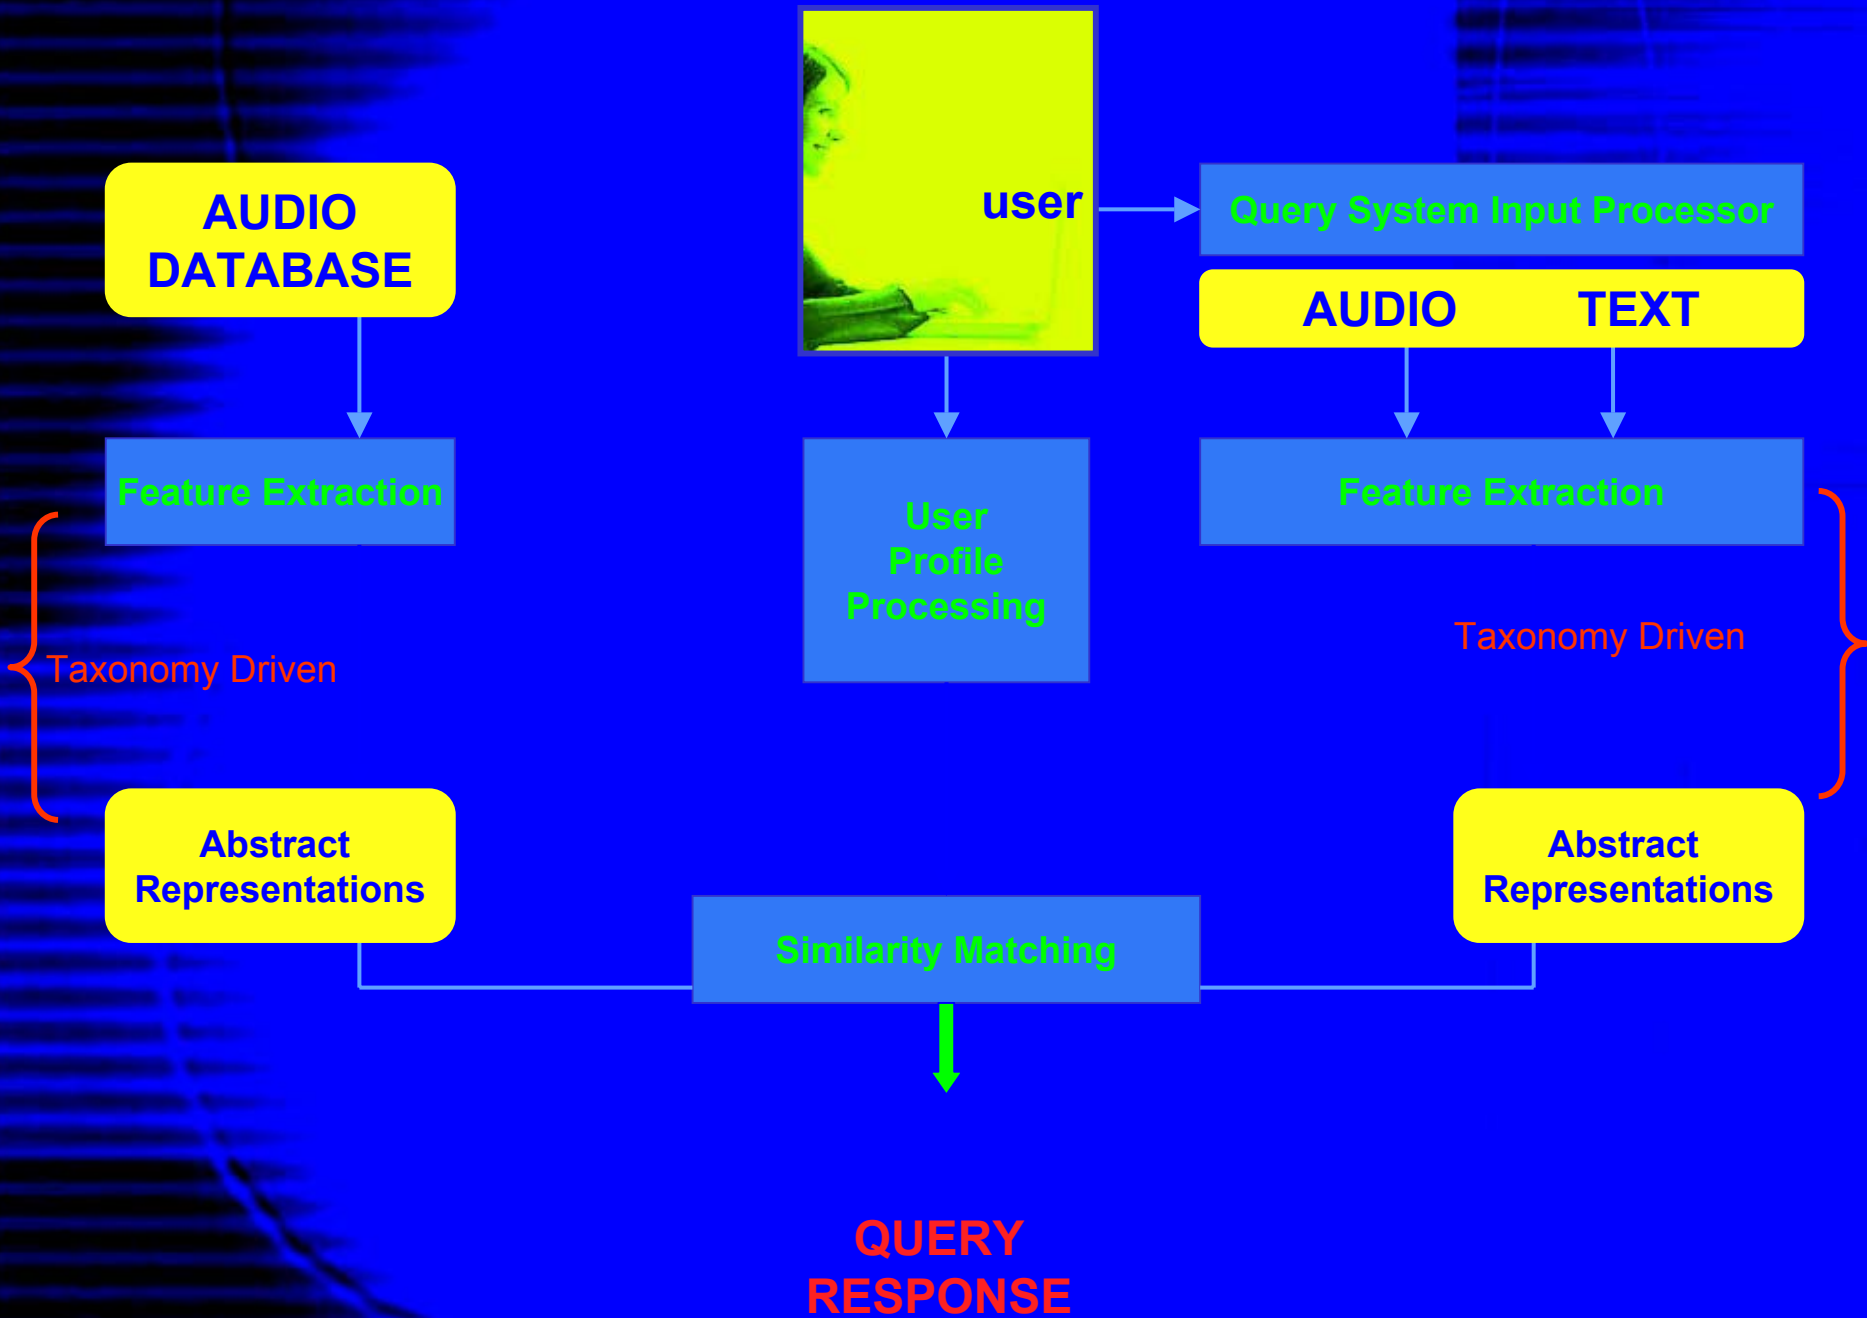 user
Query System Input Processor
AUDIO
DATABASE
AUDIO TEXT
Feature Extraction
User
Profile
Processing
Feature Extraction
Taxonomy Driven
Taxonomy Driven
Abstract
Representations
Abstract
Representations
Similarity Matching
QUERY
RESPONSE